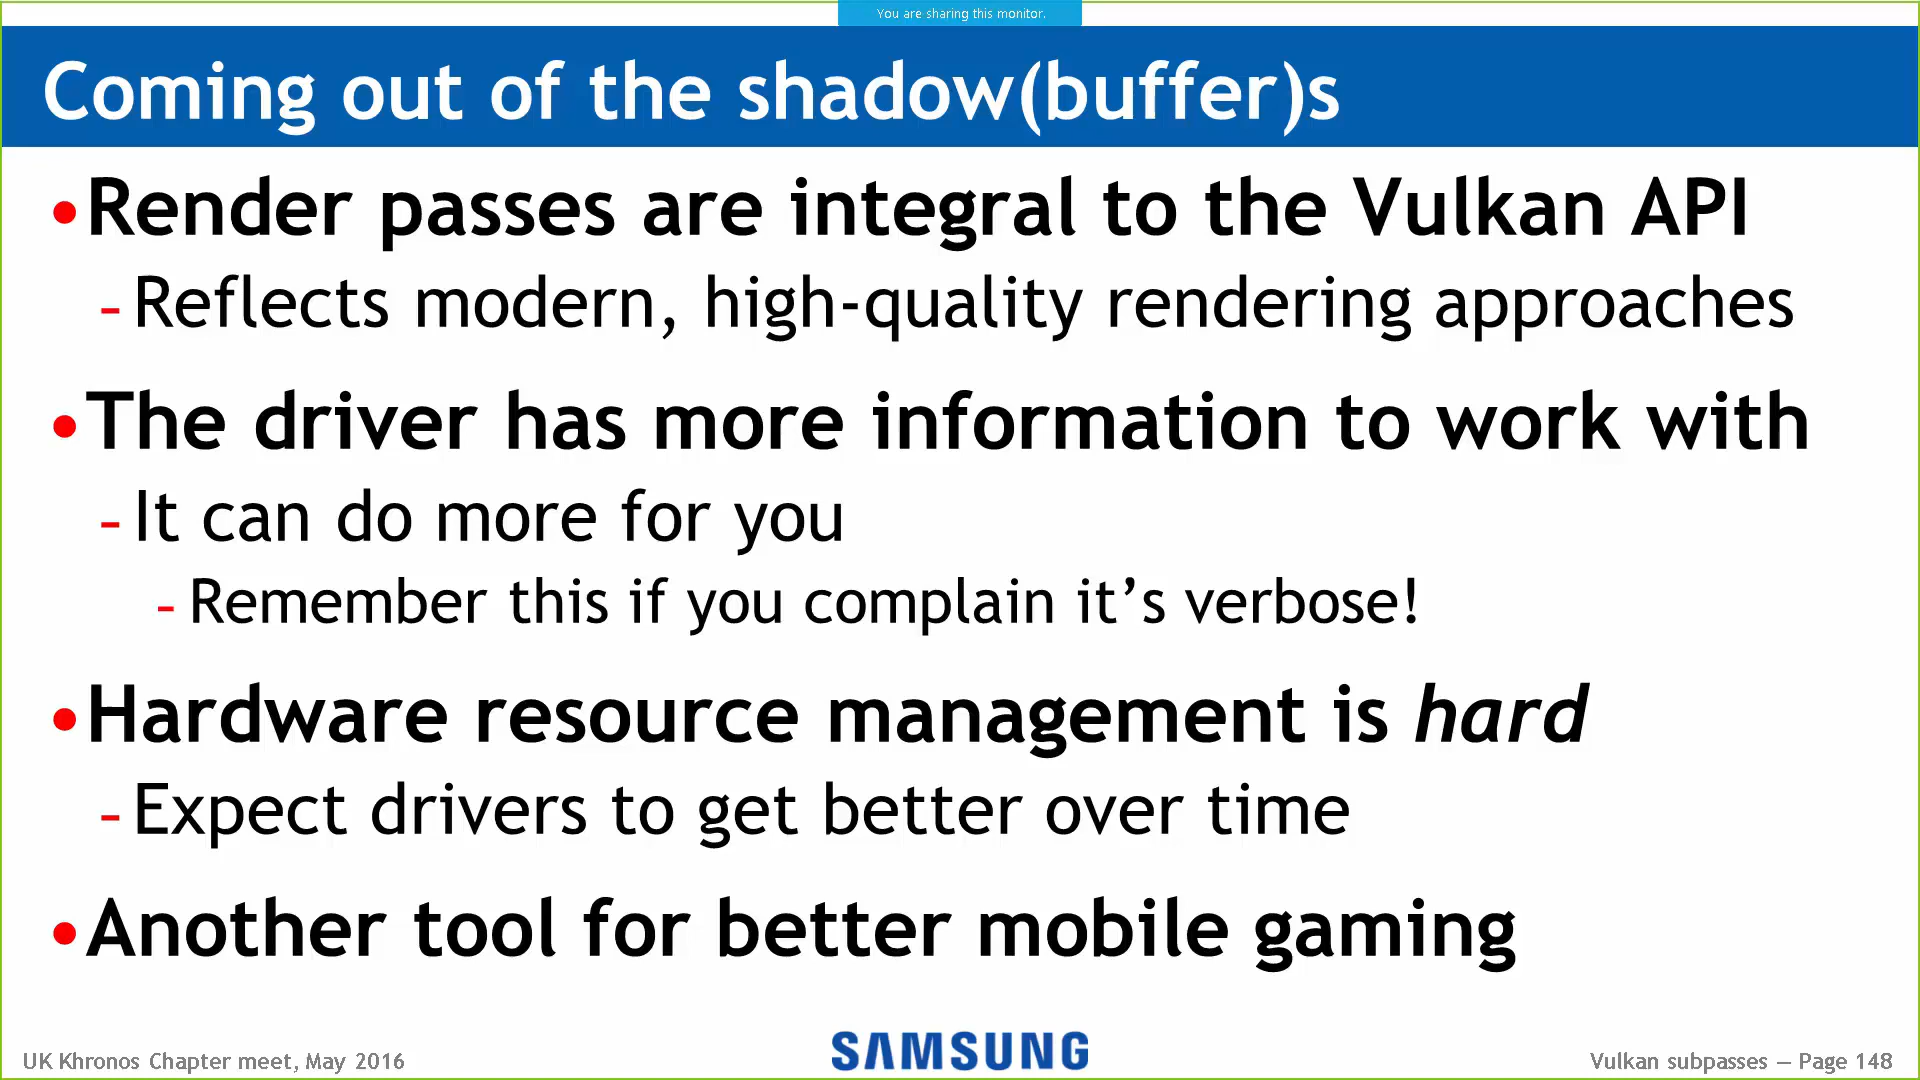 You are sharing this monitor.
Coming out of the shadow(buffer)s
•Render passes are integral to the Vulkan API
-Reflects modern, high-quality rendering approaches
•The driver has more information to work with
-It can do more for you
-Remember this if you complain it’s verbose!
•Hardware resource management is hard
-Expect drivers to get better over time
•Another tool for better mobile gaming
UK Khronos Chapter meet, May 2016
SAMSUNG
Vulkan subpasses — Page 148